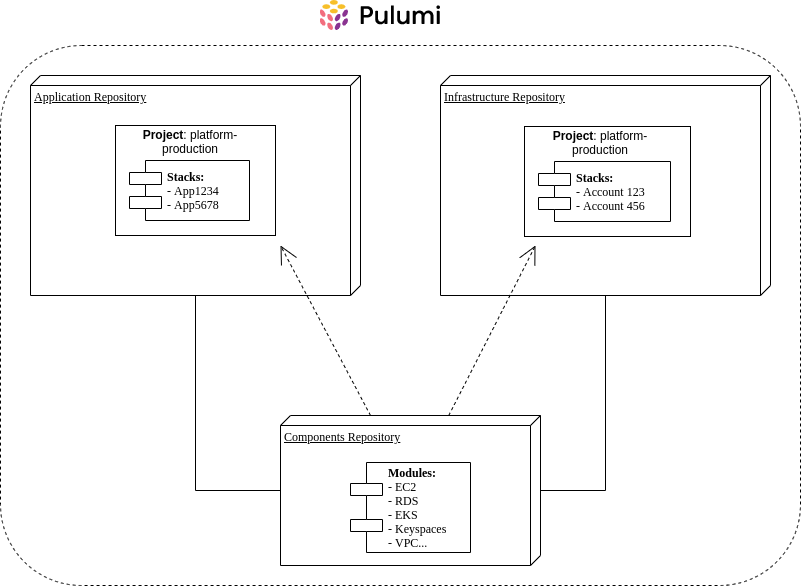 Pulumi
Application Repository
Project: platform-
production
Stacks:
- App1234
- App5678
Infrastructure Repository
Project: platform-
production
Stacks:
- Account 123
- Account 456
Components Repository
Modules:
- EC2
- RDS
- EKS
- Keyspaces
- VPC...